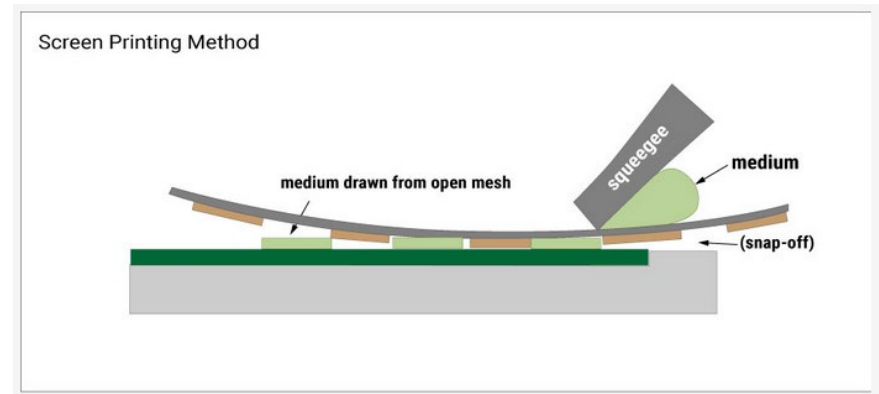 Screen Printing Method
squeegee
medium
medium drawn from open mesh
(snap-off)